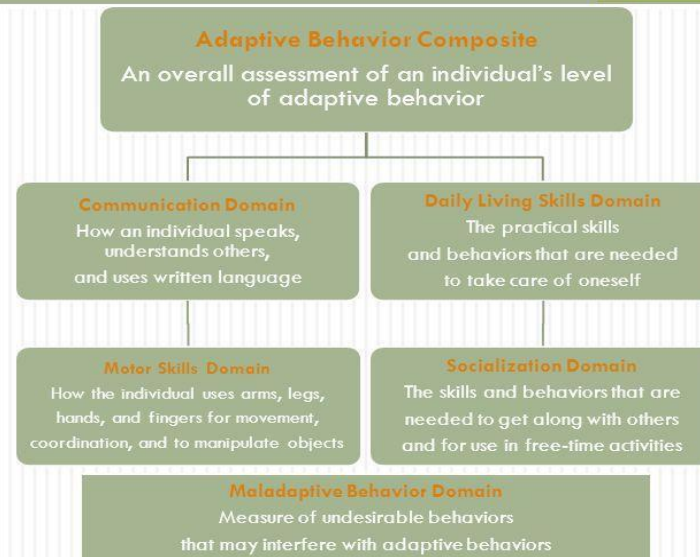 Adaptive Behavior Composite
An overall assessment of an individual's level
of adaptive behavior
Communication Domain
How an individual speaks,
understands others,
and uses written language
Daily Living Skills Domain
The practical skills
and behaviors that are needed
to take care of oneself
Motor Skills Domain
How the individual uses arms, legs,
hands, and fingers for movement,
coordination, and to manipulate objects
Socialization Domain
The skills and behaviors that are
needed to get along with others
and for use in free-time activities
Maladaptive Behavior Domain
Measure of undesirable behaviors
that may interfere with adaptive behaviors